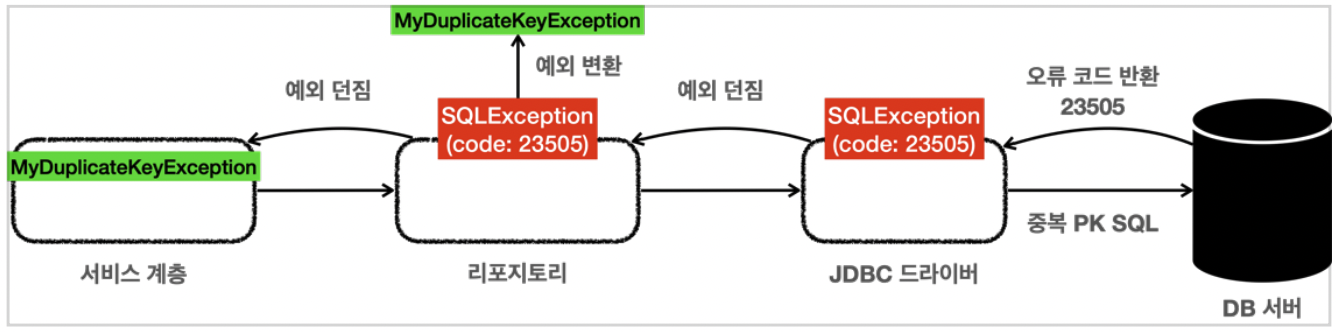 MyDuplicateKeyException
예외 변환
예외 던짐
SQLException
(code: 23505)
예외 던짐
SQLException
(code: 23505)
오류 코드 반환
23505
MyDuplicateKeyException
중복 PK SQL
서비스 계층
리포지토리
JDBC 드라이버
DB 서버